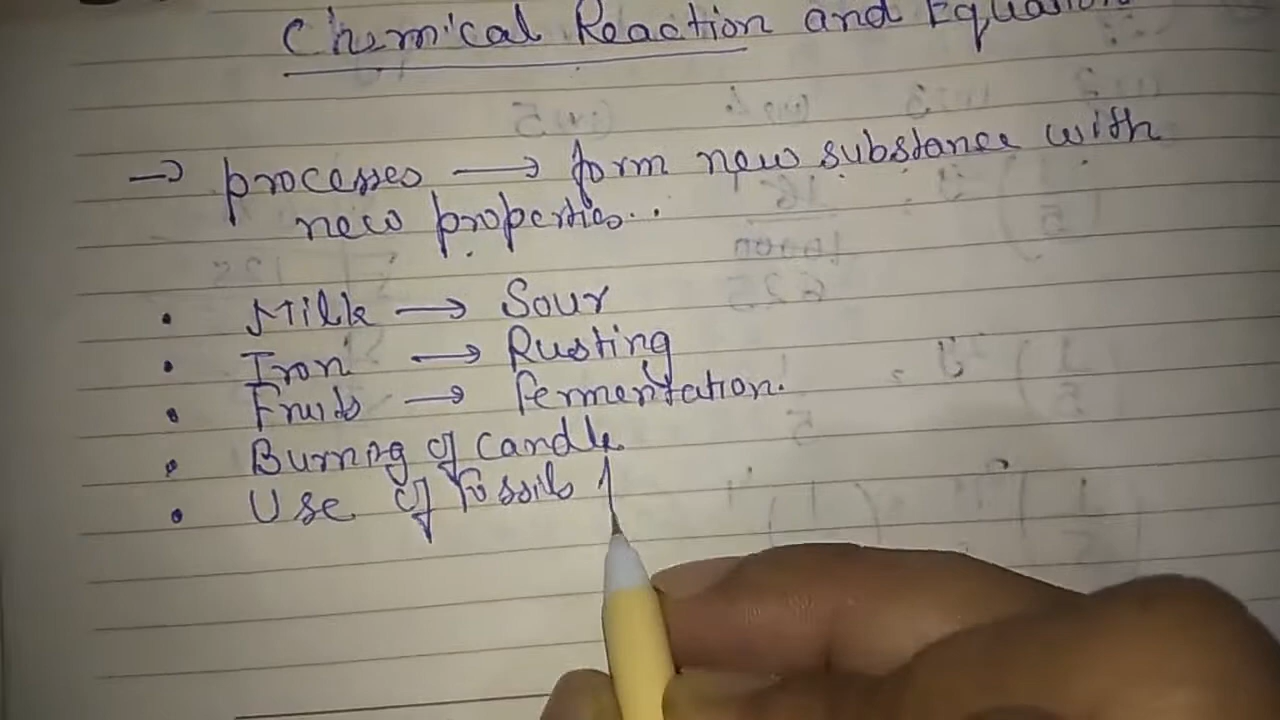 Chemical Reaction and Equation
→ processes → form new substance with
new properties..
• Milk → Sour
• Iron → Rusting
• Fruits → fermentation.
• Burning of candle
• Use of fossils f